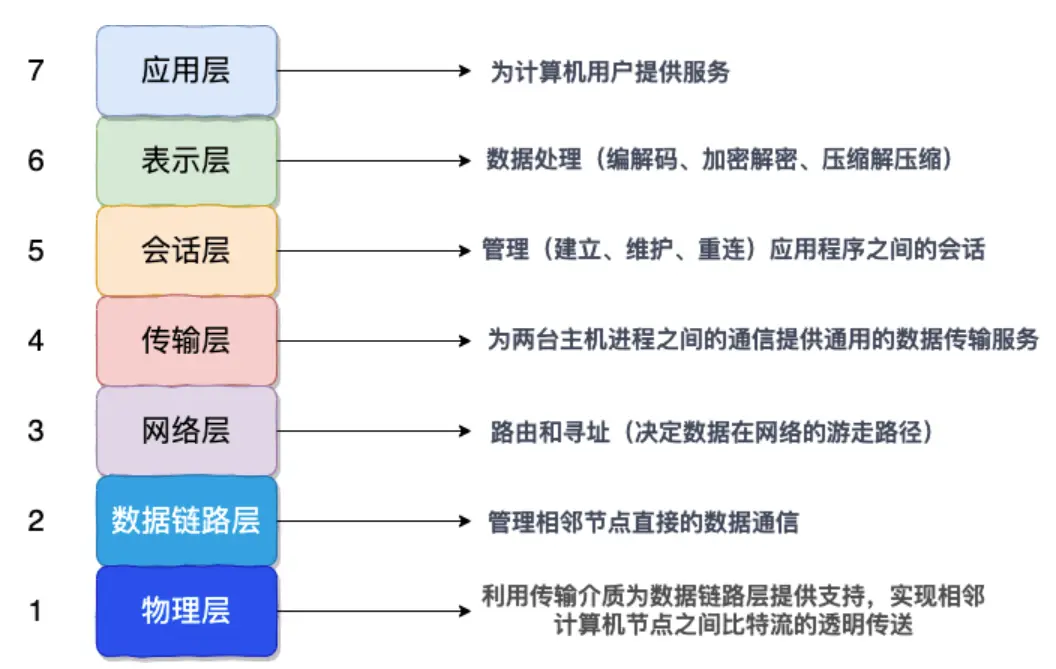 7 应用层 为计算机用户提供服务
6 表示层 数据处理（编解码、加密解密、压缩解压缩）
5 会话层 管理（建立、维护、重连）应用程序之间的会话
4 传输层 为两台主机进程之间的通信提供通用的数据传输服务
3 网络层 路由和寻址（决定数据在网络的游走路径）
2 数据链路层 管理相邻节点直接的数据通信
1 物理层 利用传输介质为数据链路层提供支持，实现相邻
计算机节点之间比特流的透明传送